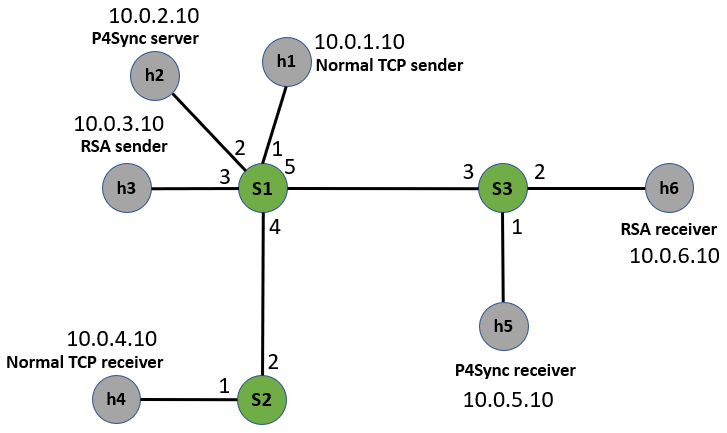 10.0.2.10
P4Sync server
h2
10.0.1.10
Normal TCP sender
h1
10.0.3.10
RSA sender
h3
2
1
5
3
S1
4
3
S3
2
1
h6
RSA receiver
10.0.6.10
h5
P4Sync receiver
10.0.5.10
10.0.4.10
Normal TCP receiver
h4
1
2
S2